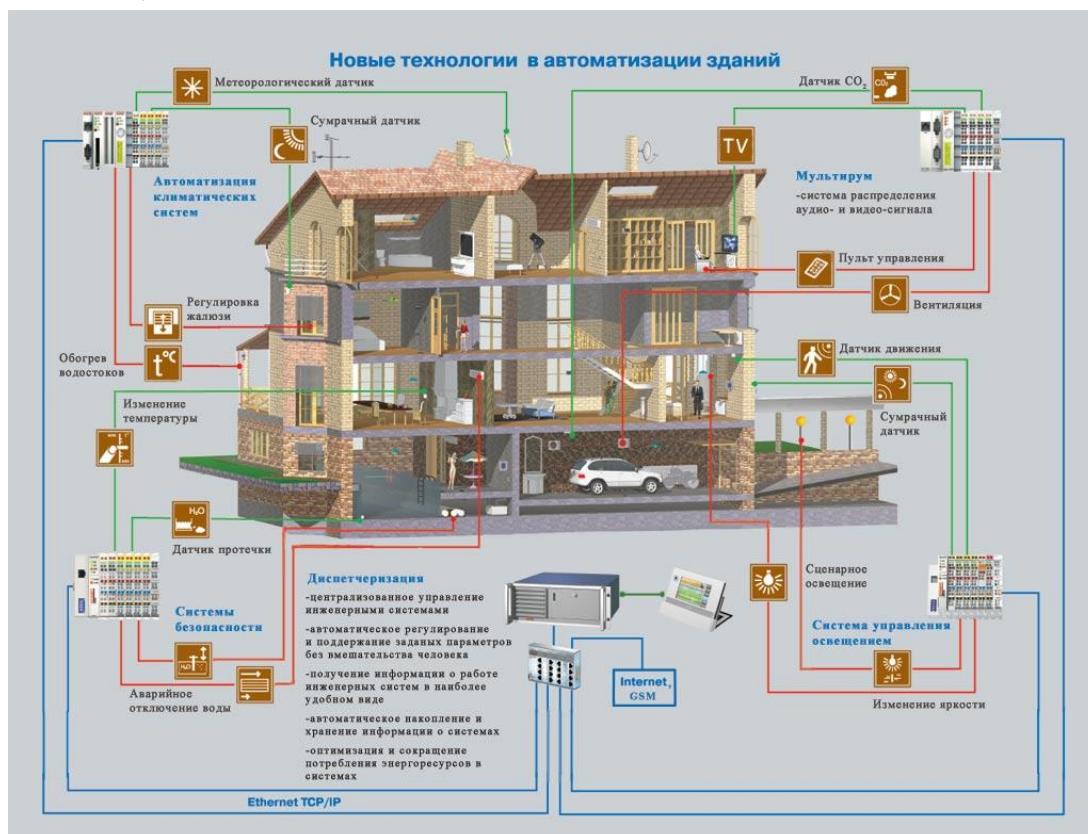 Новые технологии в автоматизации зданий
Метеорологический датчик
Сумрачный датчик
Автоматизация
климатических
систем
Регулировка
жалюзи
Обогрев
водостоков
t°C
Изменение
температуры
Датчик CO₂
CO₂
TV
Мультирум
-система распределения
аудио- и видео-сигнала
Пульт управления
Вентиляция
Датчик движения
Сумрачный
датчик
H₂O
Датчик протечки
Системы
безопасности
H₂O
Аварийное
отключение воды
Диспетчеризация
-централизованное управление
инженерными системами
-автоматическое регулирование
и поддержание заданых параметров
без вмешательства человека
-получение информации о работе
инженерных систем в наиболее
удобном виде
-автоматическое накопление и
хранение информации о системах
-оптимизация и сокращение
потребления энергоресурсов в
системах
Internet,
GSM
Сценарное
освещение
Система управления
освещением
Изменение яркости
Ethernet TCP/IP